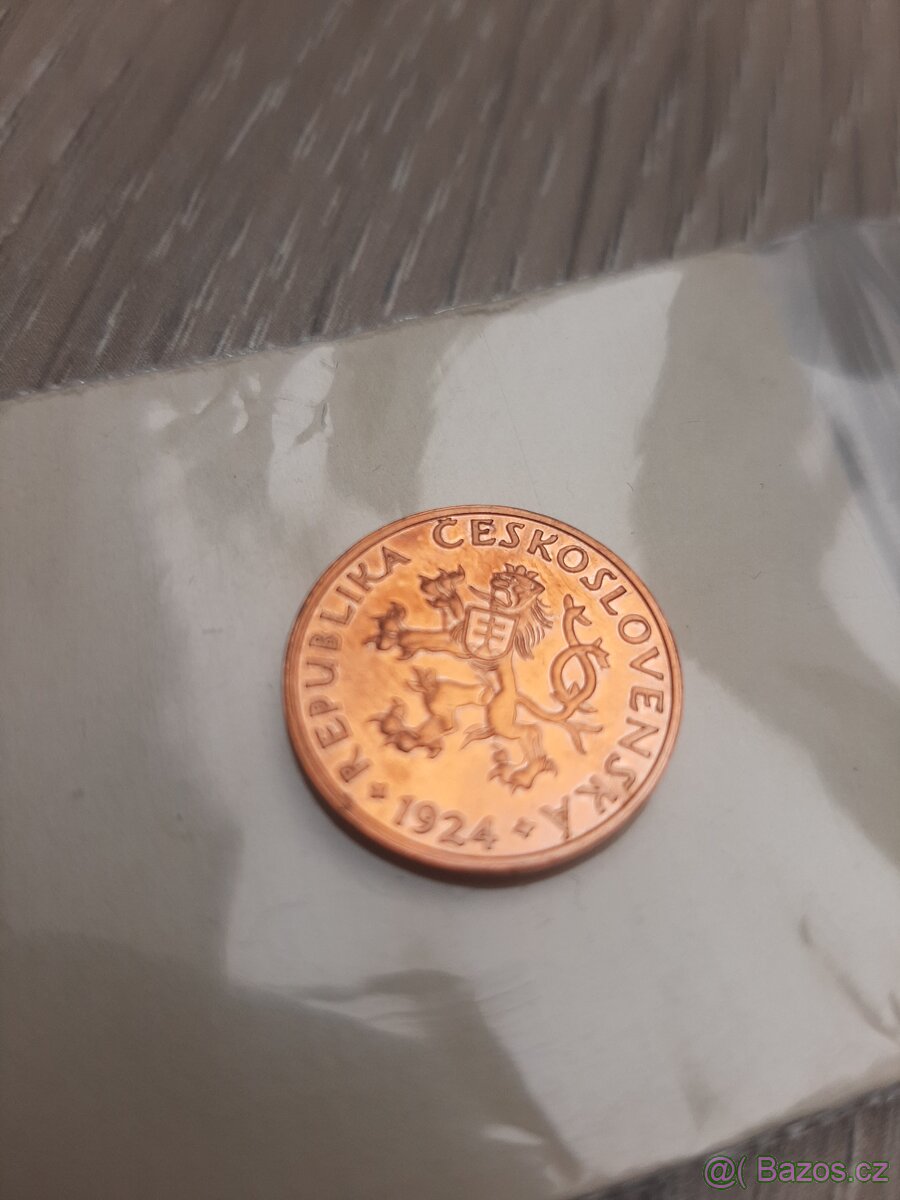 REPUBLIKA ČESKOSLOVENSKÁ
1924
@( Bazos.cz